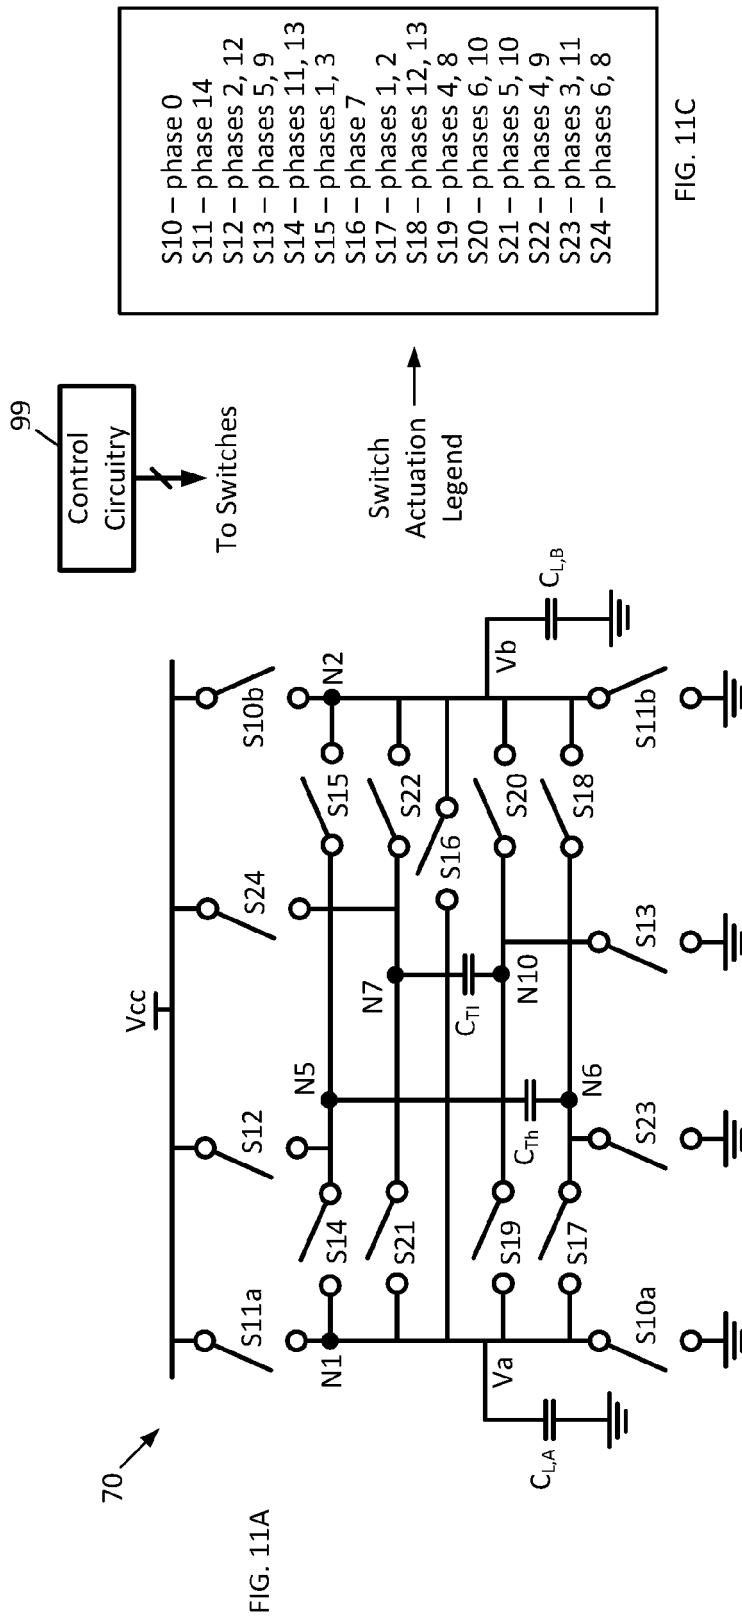 FIG. 11A
70
Vcc
S11a
S12
S24
S10b
N1
N5
N2
S14
S15
S21
N7
S22
S16
C_Tl
C_Th
Va
Vb
S19
N10
S20
S17
N6
S18
C_L,A
C_L,B
S10a
S23
S13
S11b
99
Control
Circuitry
To Switches
Switch
Actuation
Legend
S10 – phase 0
S11 – phase 14
S12 – phases 2, 12
S13 – phases 5, 9
S14 – phases 11, 13
S15 – phases 1, 3
S16 – phase 7
S17 – phases 1, 2
S18 – phases 12, 13
S19 – phases 4, 8
S20 – phases 6, 10
S21 – phases 5, 10
S22 – phases 4, 9
S23 – phases 3, 11
S24 – phases 6, 8
FIG. 11C